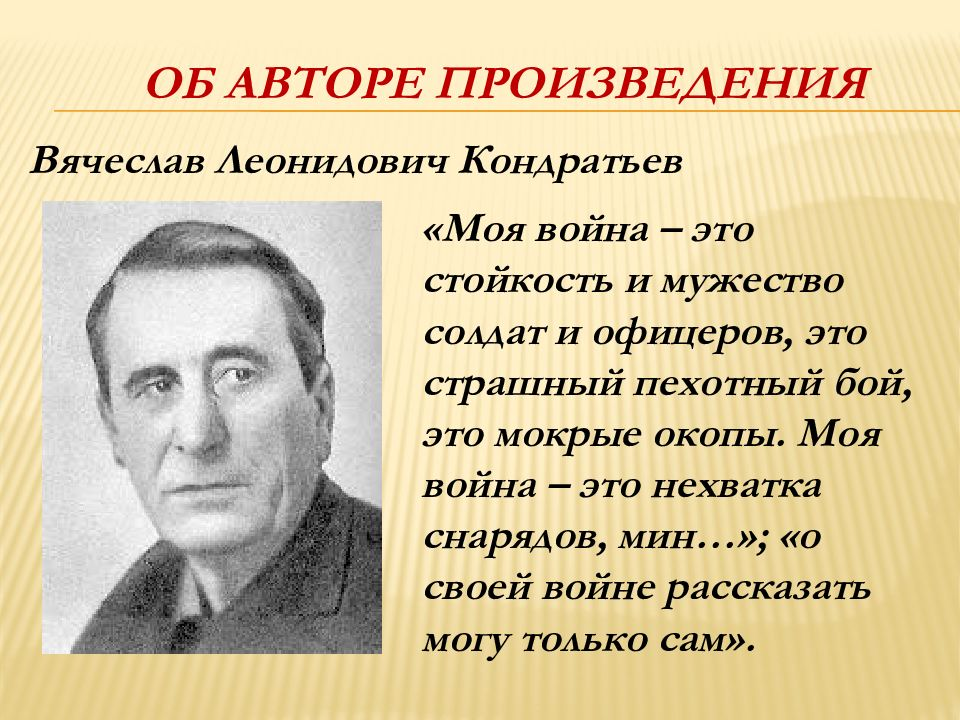 ОБ АВТОРЕ ПРОИЗВЕДЕНИЯ
Вячеслав Леонидович Кондратьев
«Моя война – это
стойкость и мужество
солдат и офицеров, это
страшный пехотный бой,
это мокрые окопы. Моя
война – это нехватка
снарядов, мин…»; «о
своей войне рассказать
могу только сам».